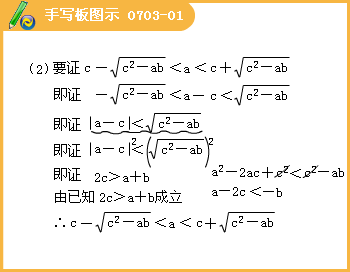 手写板图示 0703-01
(2)要证 c－√(c²－ab)＜a＜c＋√(c²－ab)
即证 －√(c²－ab)＜a－c＜√(c²－ab)
即证 |a－c|＜√(c²－ab)
即证 |a－c|²＜(√(c²－ab))²
即证 2c＞a＋b a²－2ac＋c²＜c²－ab
由已知 2c＞a＋b成立 a－2c＜－b
∴ c－√(c²－ab)＜a＜c＋√(c²－ab)